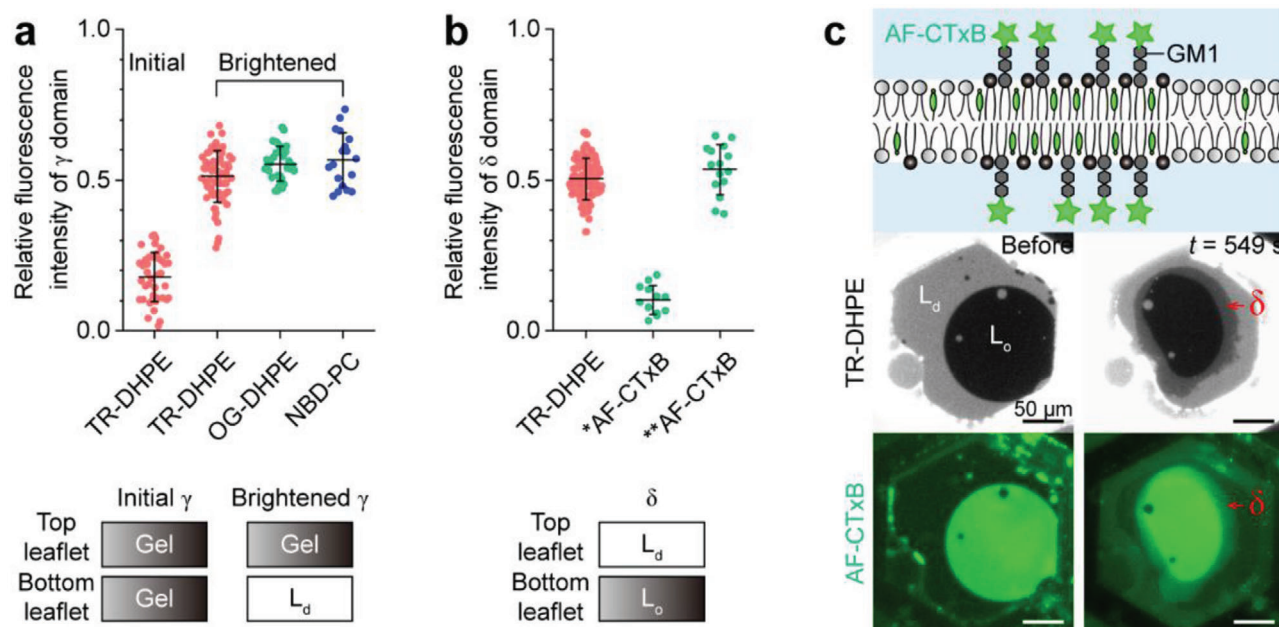 a
Relative fluorescence
intensity of γ domain
1.0
0.5
0.0
Initial
Brightened
TR-DHPE
TR-DHPE
OG-DHPE
NBD-PC
Initial γ
Brightened γ
Top
leaflet
Gel
Gel
Bottom
leaflet
Gel
Ld
b
Relative fluorescence
intensity of δ domain
1.0
0.5
0.0
TR-DHPE
*AF-CTxB
**AF-CTxB
δ
Top
leaflet
Ld
Bottom
leaflet
Lo
c
AF-CTxB
GM1
TR-DHPE
Before
Ld
Lo
50 µm
t = 549 s
δ
AF-CTxB
δ